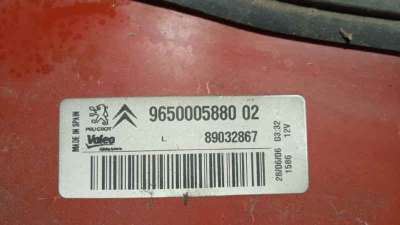 MADE IN SPAIN
PEUGEOT
9650005880 02
Valeo
L
89032867
28/06/06 03:32
1586 12V